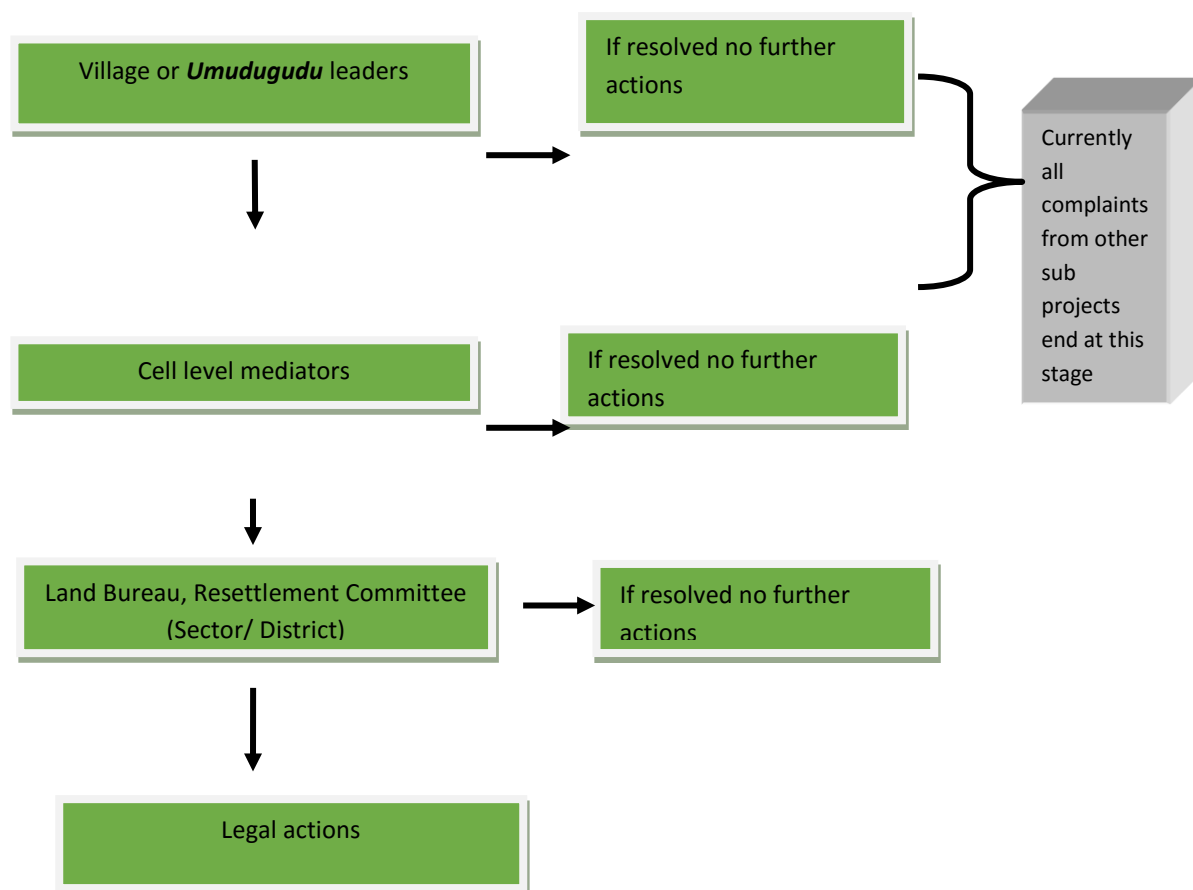 Village or Umudugudu leaders
If resolved no further
actions
Currently
all
complaints
from other
sub
projects
end at this
stage
Cell level mediators
If resolved no further
actions
Land Bureau, Resettlement Committee
(Sector/ District)
If resolved no further
actions
Legal actions